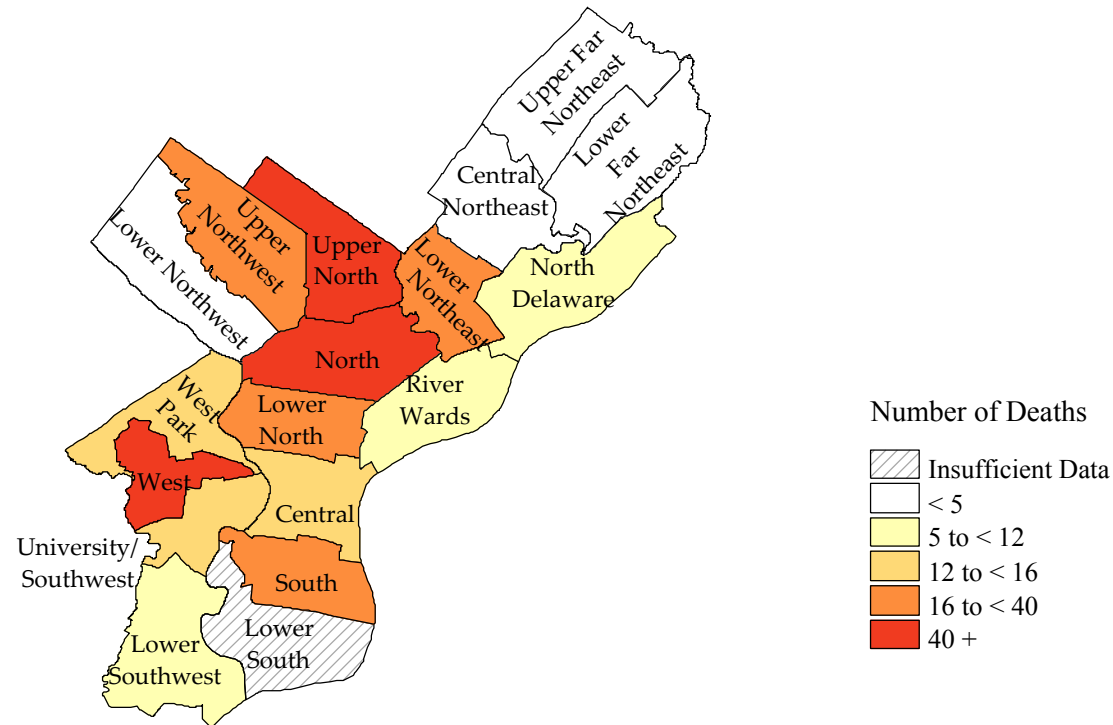 Upper Far
Northeast
Lower
Far
Northeast
Central
Northeast
Lower Northwest
Upper
Northwest
Upper
North
Lower
Northeast
North
Delaware
North
River
Wards
West
Park
Lower
North
West
Central
University/
Southwest
South
Lower
South
Lower
Southwest
Number of Deaths
Insufficient Data
< 5
5 to < 12
12 to < 16
16 to < 40
40 +